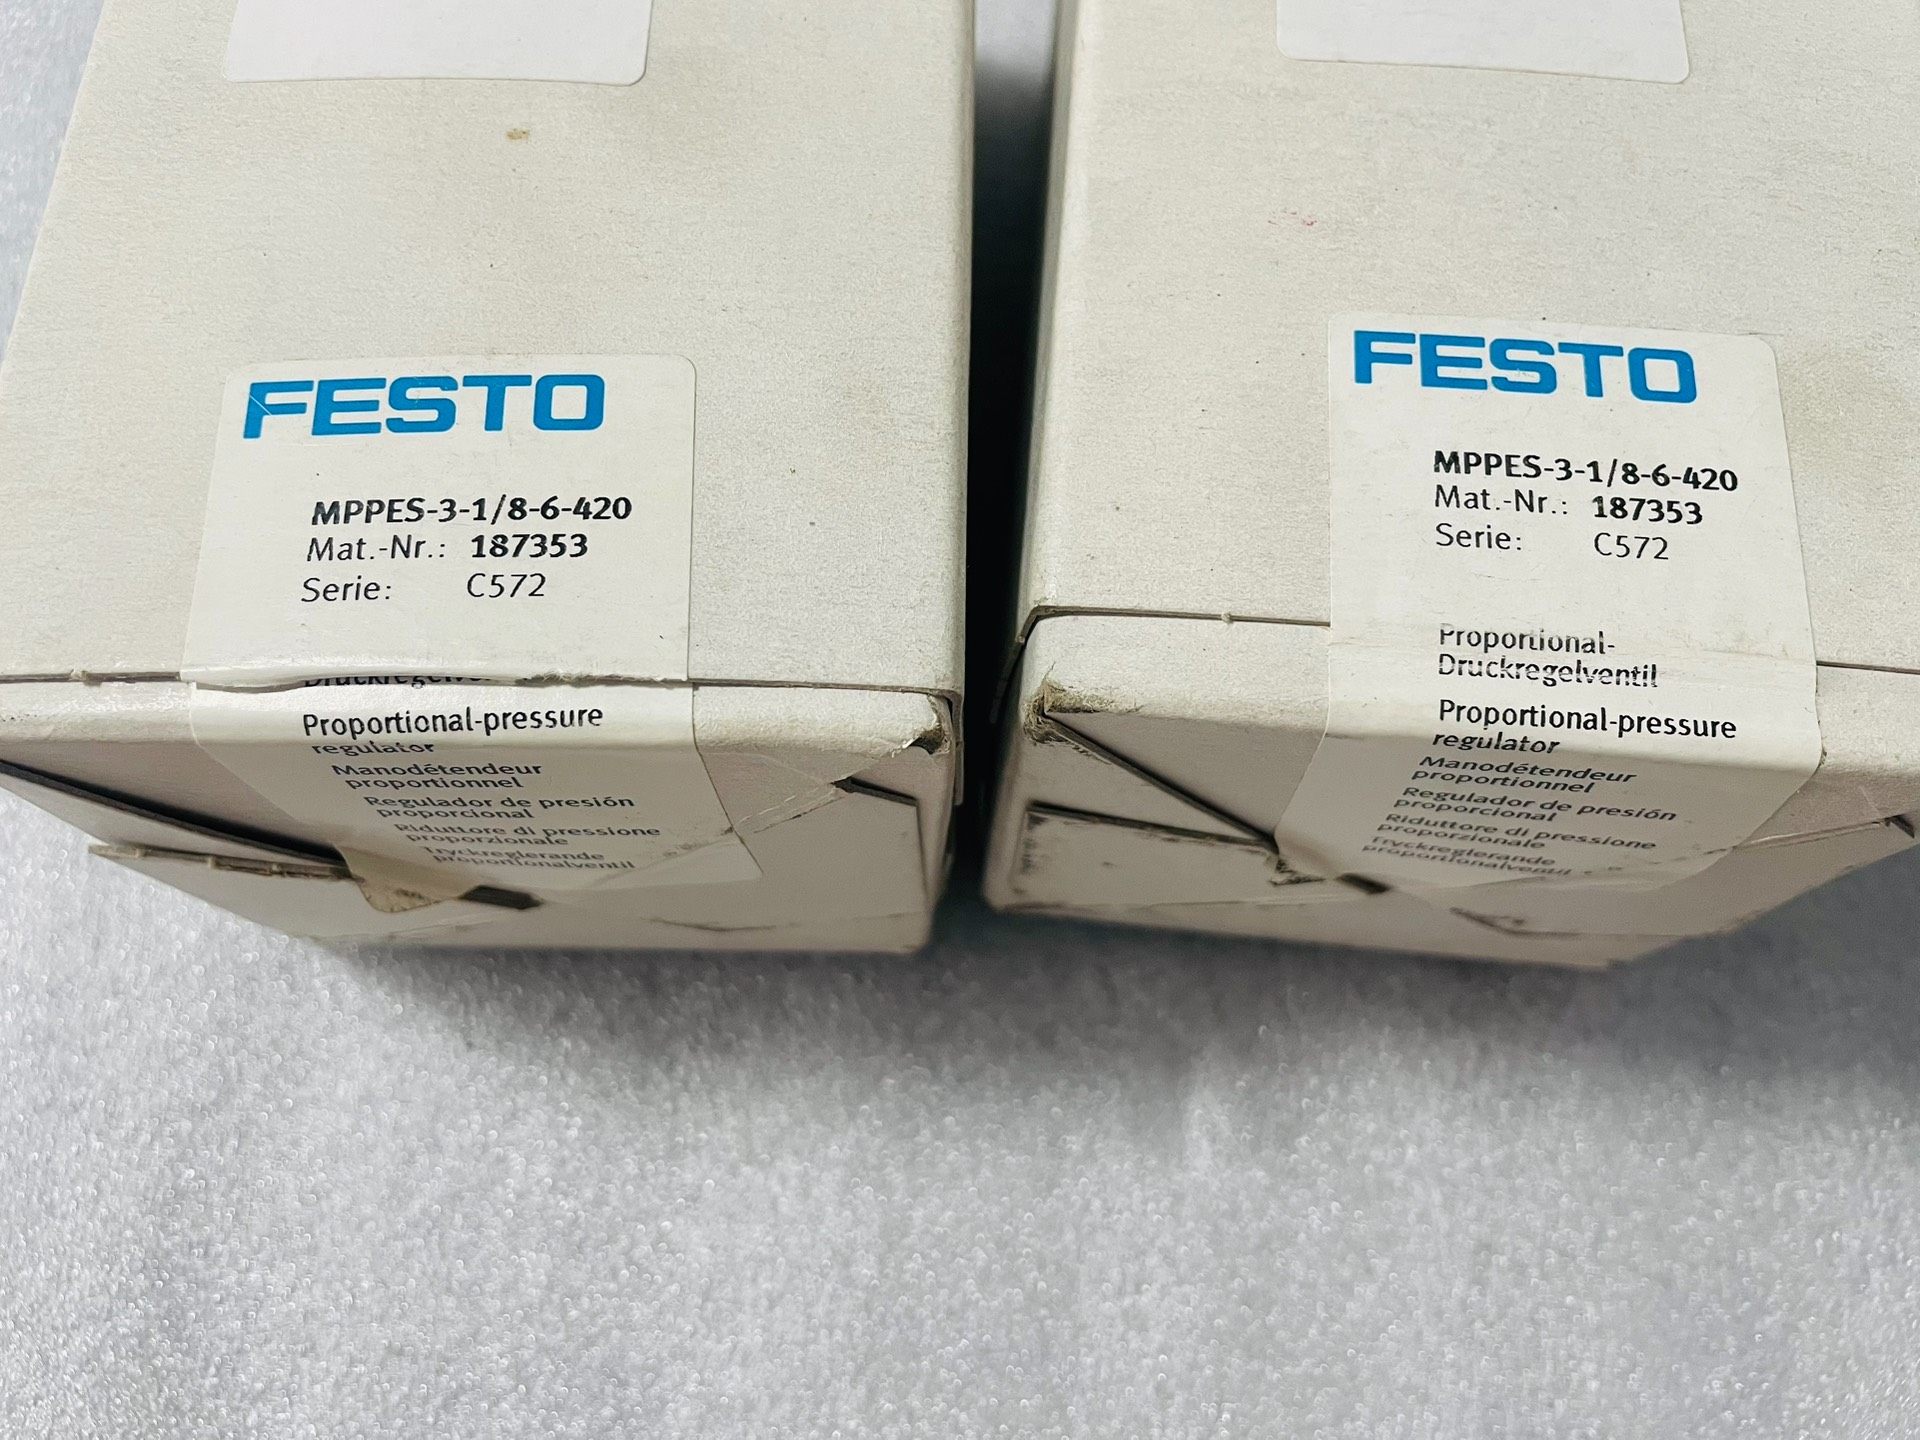 FESTO
MPPES-3-1/8-6-420
Mat.-Nr.: 187353
Serie: C572
Druckregelventil
Proportional-pressure
regulator
Manodétendeur
proportionnel
Regulador de presión
proporcional
Riduttore di pressione
proporzionale
Tryckreglerande
proportionalventil
FESTO
MPPES-3-1/8-6-420
Mat.-Nr.: 187353
Serie: C572
Proportional-
Druckregelventil
Proportional-pressure
regulator
Manodétendeur
proportionnel
Regulador de presión
proporcional
Riduttore di pressione
proporzionale
Tryckreglerande
proportionalventil